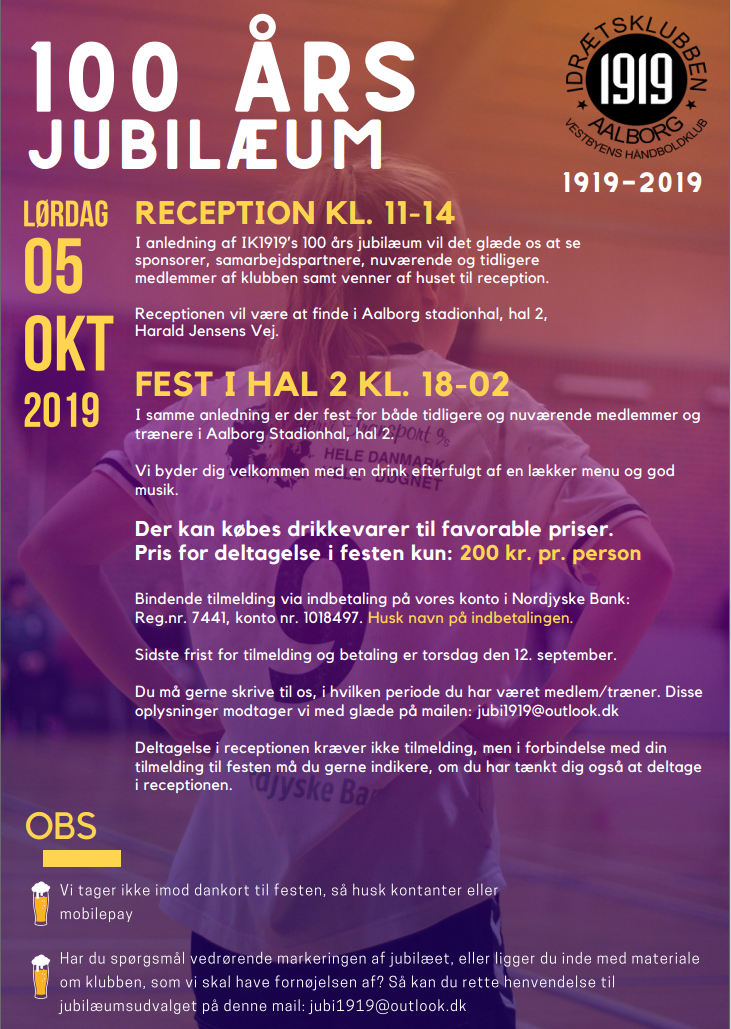 100 ÅRS
JUBILÆUM
IDRÆTSKLUBBEN
1919
AALBORG
VESTBYENS HÅNDBOLDKLUB
1919-2019
LØRDAG
05
OKT
2019
RECEPTION KL. 11-14
I anledning af IK1919's 100 års jubilæum vil det glæde os at se
sponsorer, samarbejdspartnere, nuværende og tidligere
medlemmer af klubben samt venner af huset til reception.
Receptionen vil være at finde i Aalborg stadionhal, hal 2,
Harald Jensens Vej.
FEST I HAL 2 KL. 18-02
I samme anledning er der fest for både tidligere og nuværende medlemmer og
trænere i Aalborg Stadionhal, hal 2.
Vi byder dig velkommen med en drink efterfulgt af en lækker menu og god
musik.
Der kan købes drikkevarer til favorable priser.
Pris for deltagelse i festen kun: 200 kr. pr. person
Bindende tilmelding via indbetaling på vores konto i Nordjyske Bank:
Reg.nr. 7441, konto nr. 1018497. Husk navn på indbetalingen.
Sidste frist for tilmelding og betaling er torsdag den 12. september.
Du må gerne skrive til os, i hvilken periode du har været medlem/træner. Disse
oplysninger modtager vi med glæde på mailen: jubi1919@outlook.dk
Deltagelse i receptionen kræver ikke tilmelding, men i forbindelse med din
tilmelding til festen må du gerne indikere, om du har tænkt dig også at deltage
i receptionen.
OBS
Vi tager ikke imod dankort til festen, så husk kontanter eller
mobilepay
Har du spørgsmål vedrørende markeringen af jubilæet, eller ligger du inde med materiale
om klubben, som vi skal have fornøjelsen af? Så kan du rette henvendelse til
jubilæumsudvalget på denne mail: jubi1919@outlook.dk
HELE DANMARK
DØGNET
9